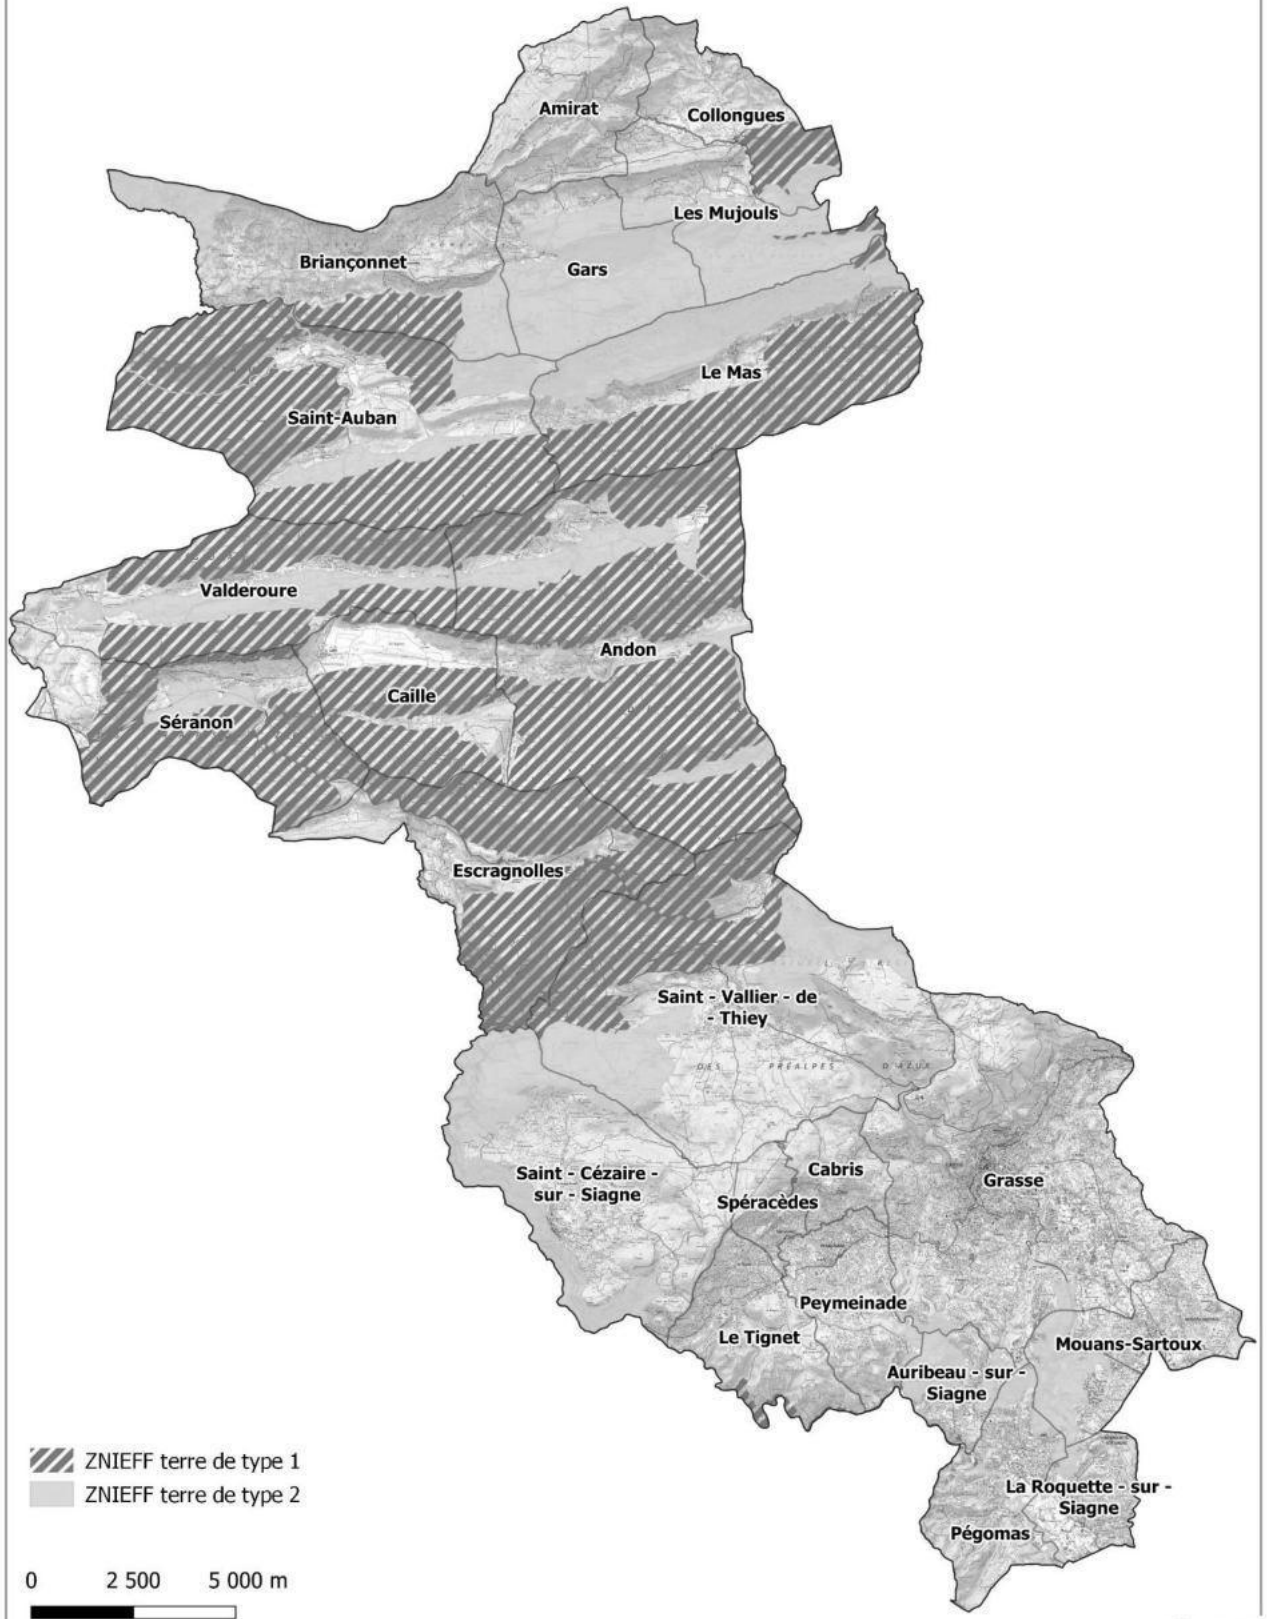 Amirat
Collongues
Les Mujouls
Briançonnet
Gars
Le Mas
Saint-Auban
Valderoure
Andon
Caille
Séranon
Escragnolles
Saint - Vallier - de
- Thiey
DES PRÉALPES D'AZUR
Saint - Cézaire -
sur - Siagne
Cabris
Grasse
Spéracèdes
Peymeinade
Le Tignet
Mouans-Sartoux
Auribeau - sur -
Siagne
La Roquette - sur -
Siagne
Pégomas
ZNIEFF terre de type 1
ZNIEFF terre de type 2
0 2 500 5 000 m